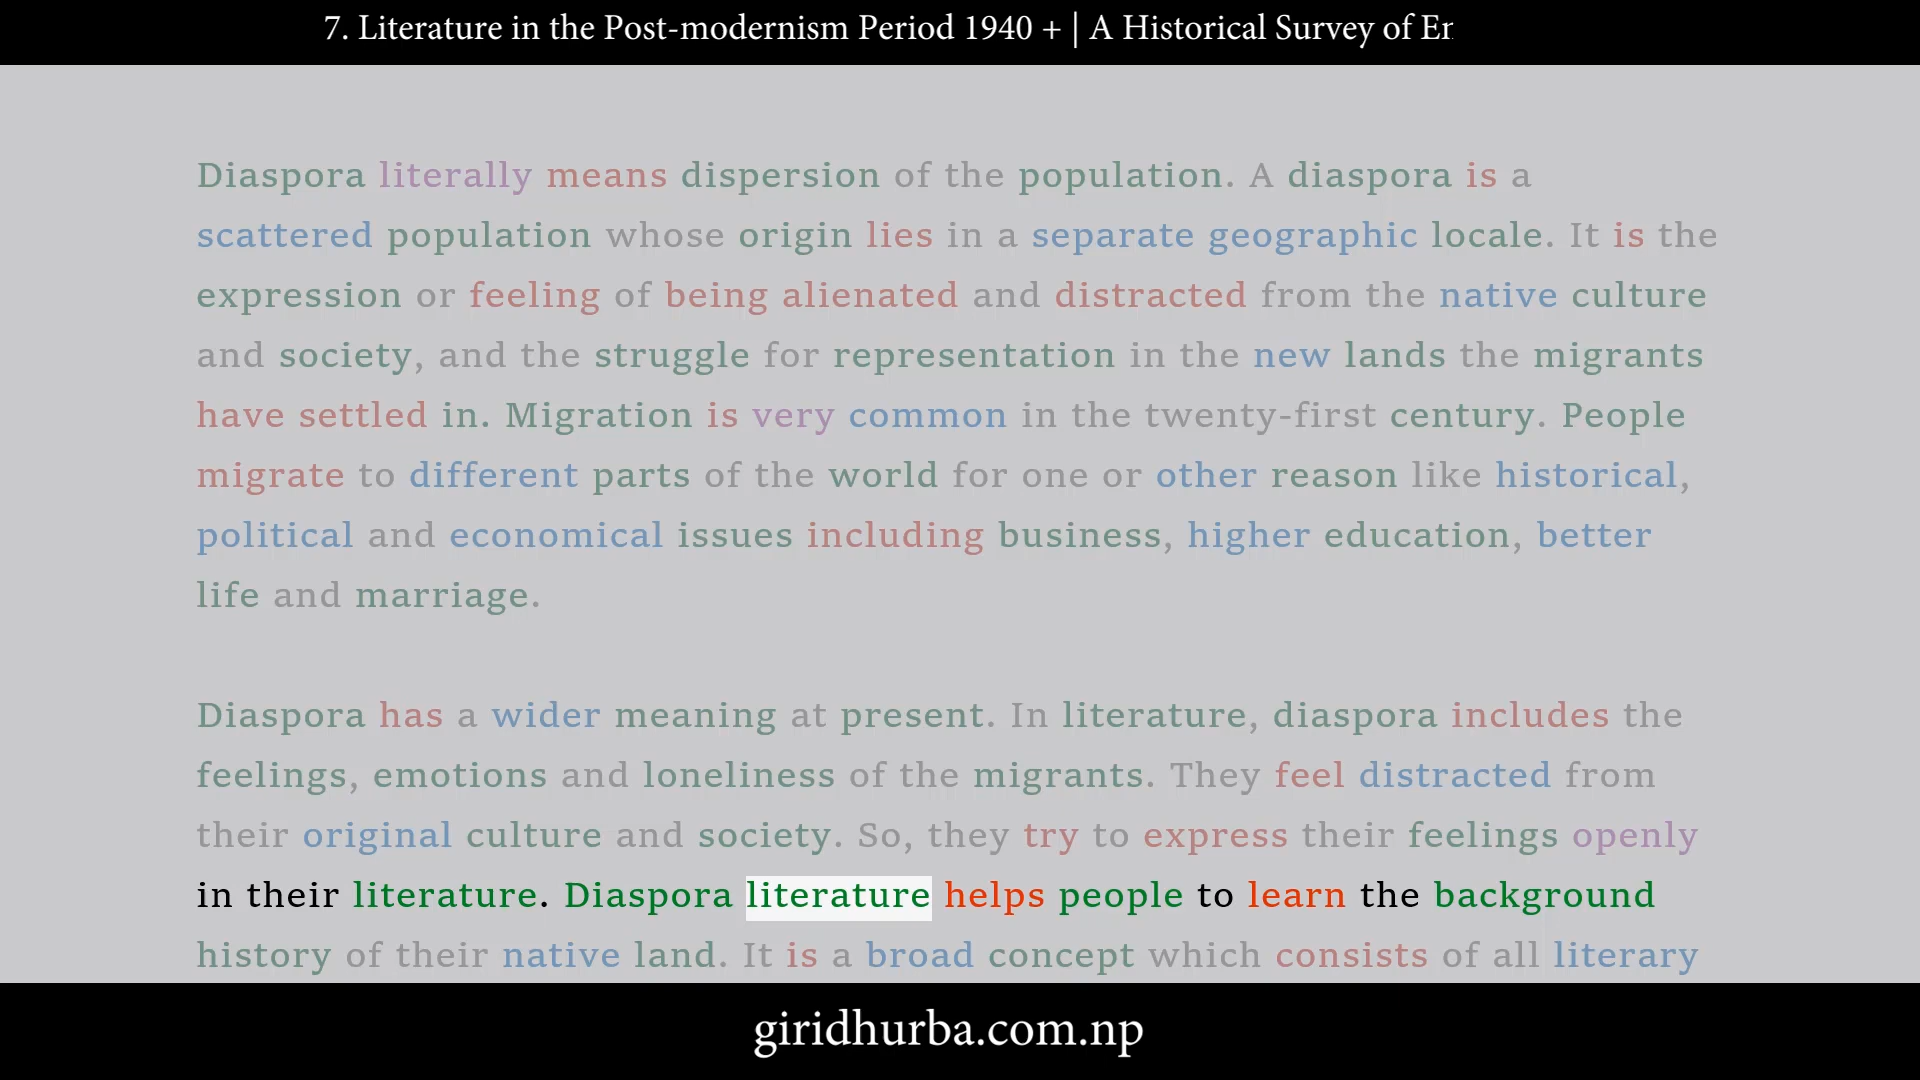 7. Literature in the Post-modernism Period 1940 + | A Historical Survey of En
Diaspora literally means dispersion of the population. A diaspora is a
scattered population whose origin lies in a separate geographic locale. It is the
expression or feeling of being alienated and distracted from the native culture
and society, and the struggle for representation in the new lands the migrants
have settled in. Migration is very common in the twenty-first century. People
migrate to different parts of the world for one or other reason like historical,
political and economical issues including business, higher education, better
life and marriage.
Diaspora has a wider meaning at present. In literature, diaspora includes the
feelings, emotions and loneliness of the migrants. They feel distracted from
their original culture and society. So, they try to express their feelings openly
in their literature. Diaspora literature helps people to learn the background
history of their native land. It is a broad concept which consists of all literary
giridhurba.com.np